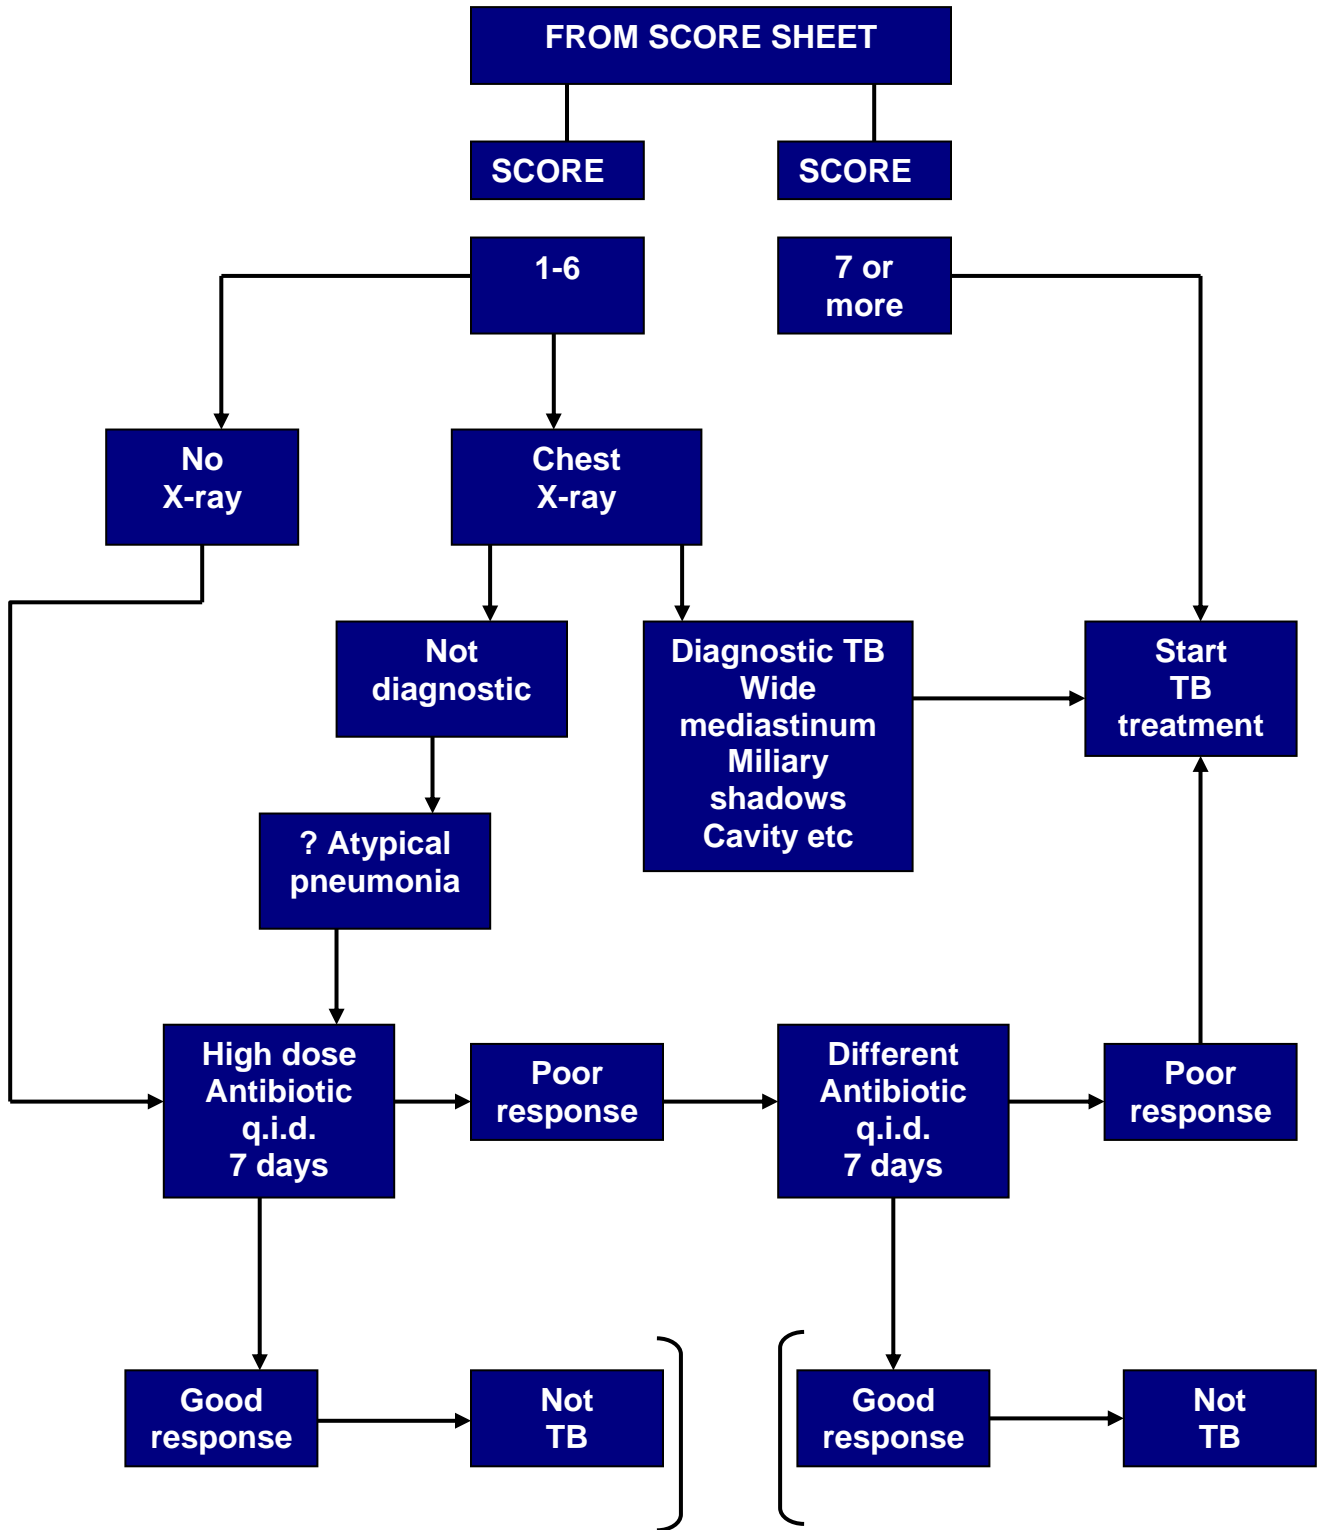 FROM SCORE SHEET
SCORE
SCORE
1-6
7 or
more
No
X-ray
Chest
X-ray
Not
diagnostic
Diagnostic TB
Wide
mediastinum
Miliary
shadows
Cavity etc
Start
TB
treatment
? Atypical
pneumonia
High dose
Antibiotic
q.i.d.
7 days
Poor
response
Different
Antibiotic
q.i.d.
7 days
Poor
response
Good
response
Not
TB
Good
response
Not
TB